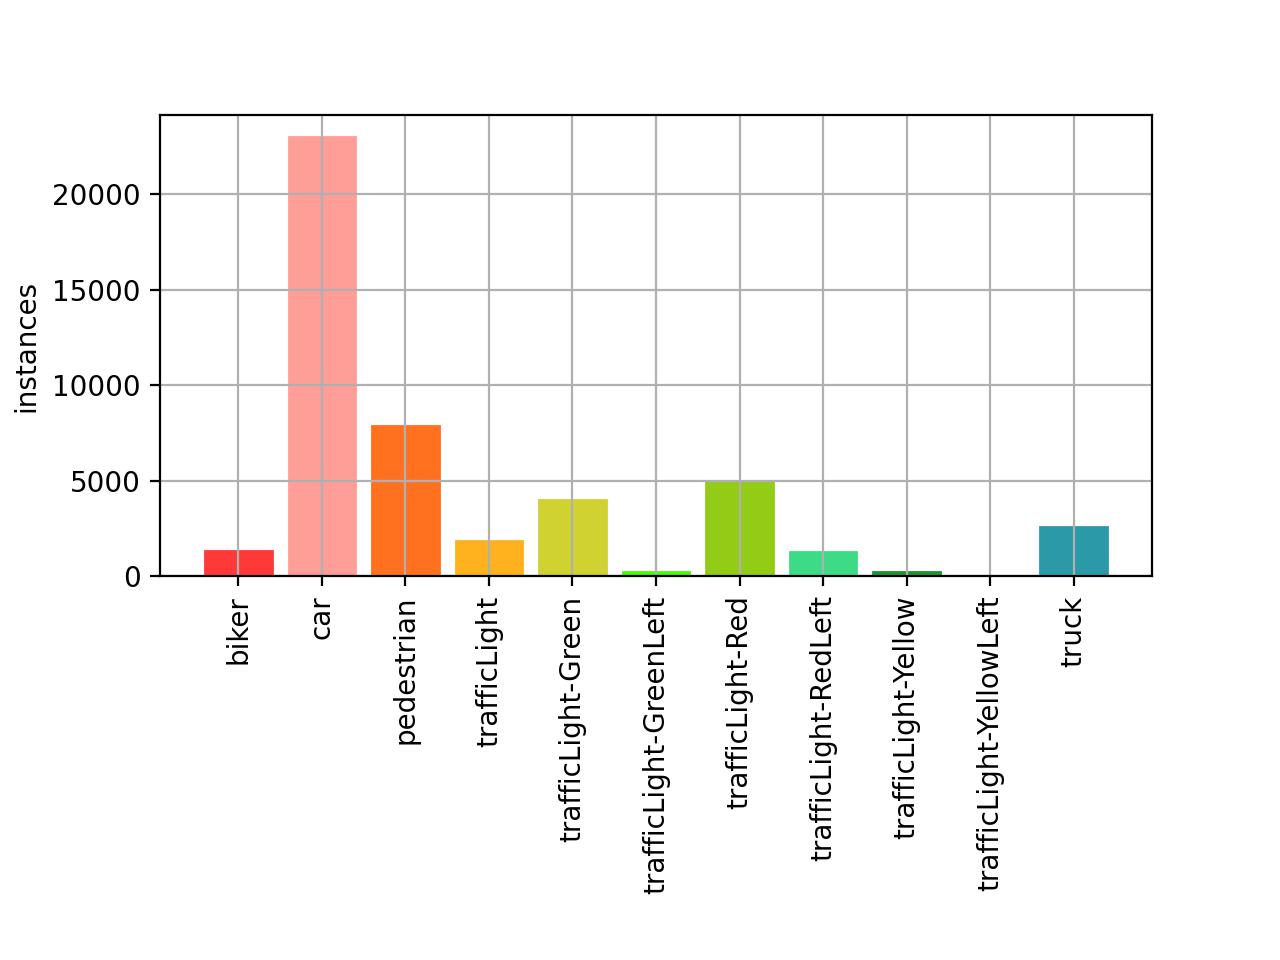 instances
20000
15000
10000
5000
0
biker
car
pedestrian
trafficLight
trafficLight-Green
trafficLight-GreenLeft
trafficLight-Red
trafficLight-RedLeft
trafficLight-Yellow
trafficLight-YellowLeft
truck